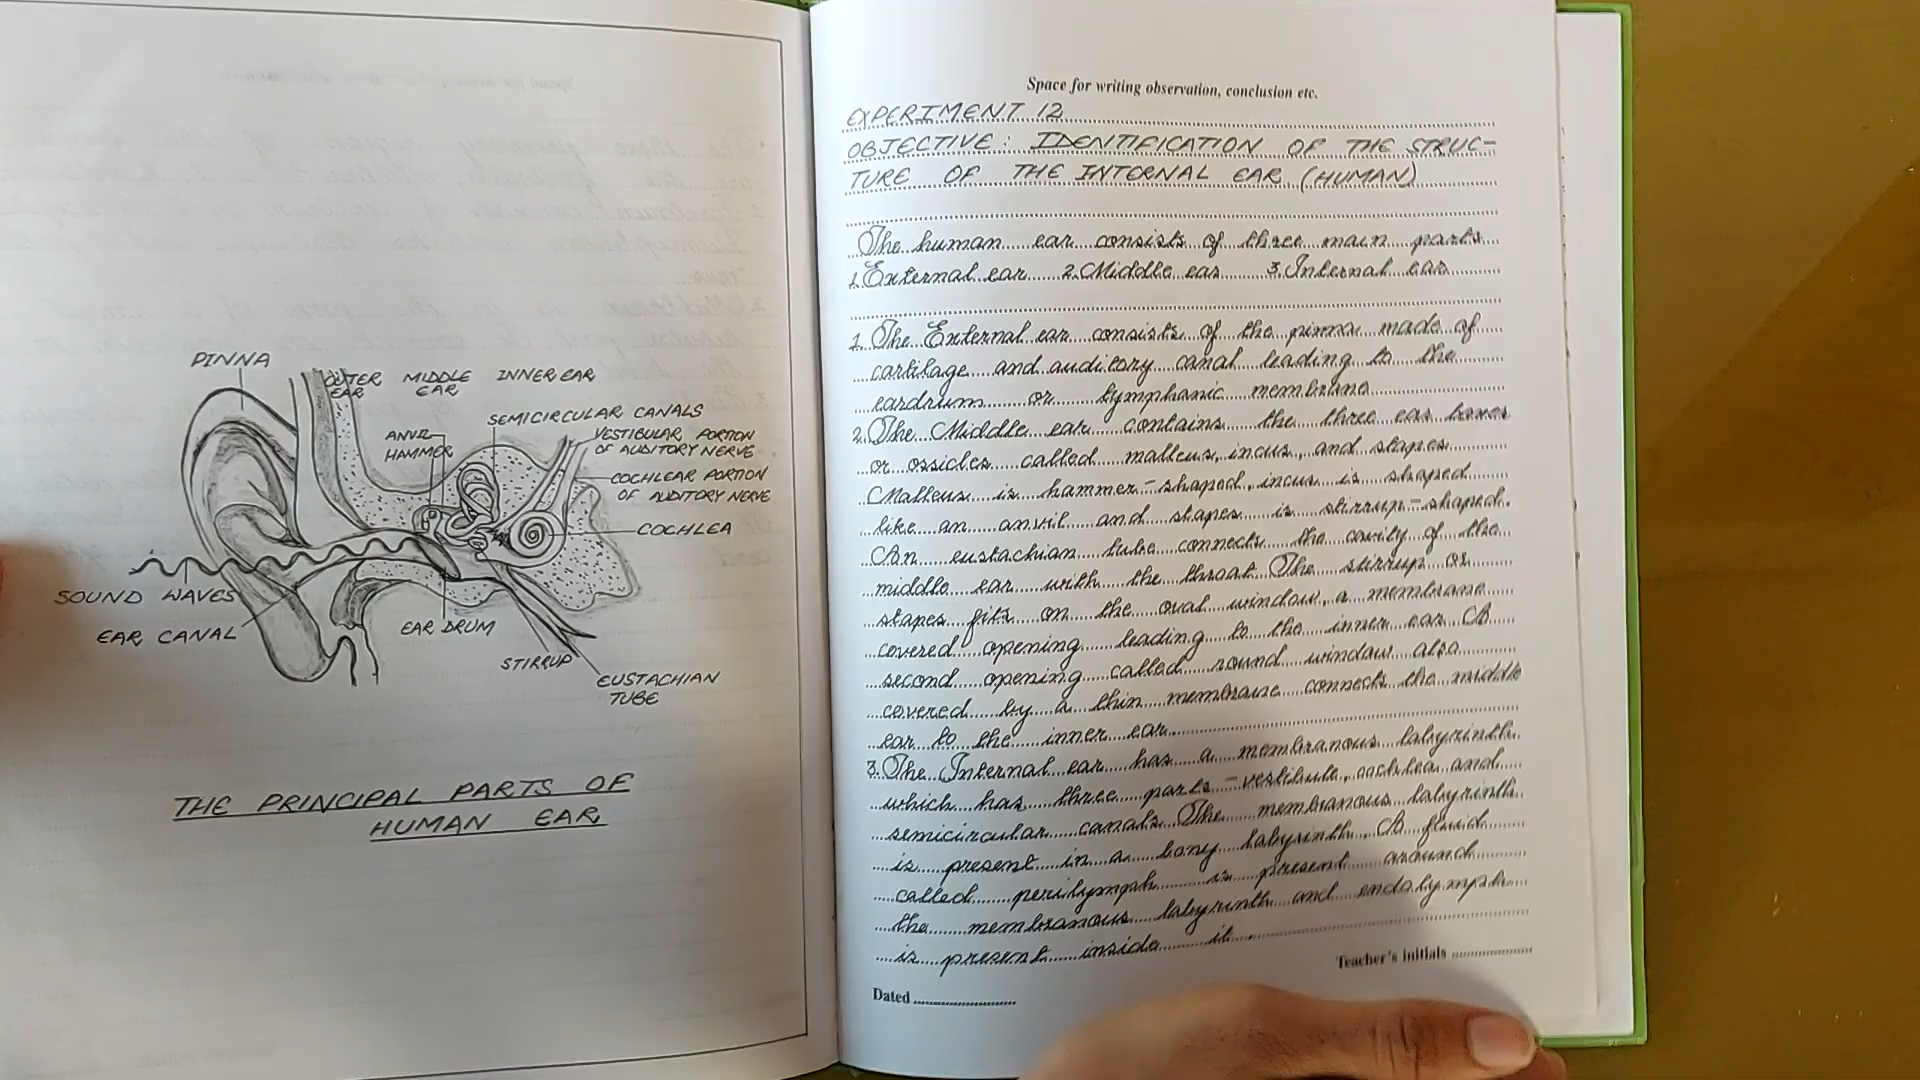 PINNA
OUTER EAR
MIDDLE EAR
INNER EAR
SEMICIRCULAR CANALS
ANVIL
HAMMER
VESTIBULAR PORTION
OF AUDITORY NERVE
COCHLEAR PORTION
OF AUDITORY NERVE
COCHLEA
SOUND WAVES
EAR CANAL
EAR DRUM
STIRRUP
EUSTACHIAN
TUBE
THE PRINCIPAL PARTS OF
HUMAN EAR
Space for writing observation, conclusion etc.
EXPERIMENT 12
OBJECTIVE: IDENTIFICATION OF THE STRUC-
TURE OF THE INTERNAL EAR (HUMAN)
The human ear consists of three main parts
1. External ear 2. Middle ear 3. Internal ear
1. The External ear consists of the pinna made of
cartilage and auditory canal leading to the
eardrum or tymphanic membrane
2. The Middle ear contains the three ear bones
or ossicles called malleus, incus, and stapes
Malleus is hammer-shaped, incus is shaped
like an anvil and stapes is stirrup-shaped.
An eustachian tube connects the cavity of the
middle ear with the throat. The stirrup or
stapes fits on the oval window, a membrane
covered opening leading to the inner ear. A
second opening called round window also
covered by a thin membrane connects the middle
ear to the inner ear.
3. The Internal ear has a membranous labyrinth
which has three parts - vestibule, cochlea and
semicircular canals. The membranous labyrinth
is present in a bony labyrinth. A fluid
called perilymph is present around
the membranous labyrinth and endolymph
is present inside it.
Teacher's initials
Dated